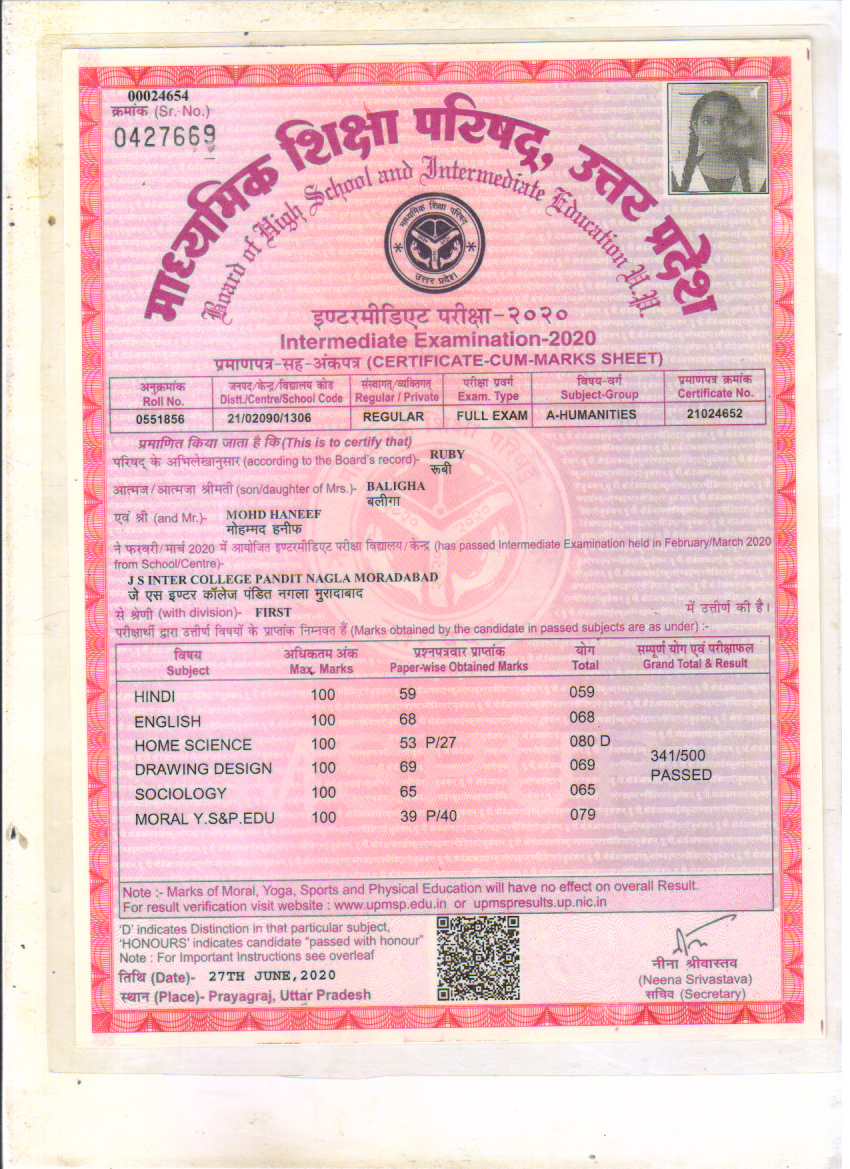 00024654
क्रमांक (Sr. No.)
0427669
माध्यमिक शिक्षा परिषद्, उत्तर प्रदेश
Board of High School and Intermediate Education U.P.
माध्यमिक शिक्षा परिषद
उत्तर प्रदेश
इण्टरमीडिएट परीक्षा-२०२०
Intermediate Examination-2020
प्रमाणपत्र-सह-अंकपत्र (CERTIFICATE-CUM-MARKS SHEET)
अनुक्रमांक जनपद/केन्द्र/विद्यालय कोड संस्थागत्/व्यक्तिगत् परीक्षा प्रवर्ग विषय-वर्ग प्रमाणपत्र क्रमांक
Roll No. Distt./Centre/School Code Regular / Private Exam. Type Subject-Group Certificate No.
0551856 21/02090/1306 REGULAR FULL EXAM A-HUMANITIES 21024652
प्रमाणित किया जाता है कि (This is to certify that)
परिषद् के अभिलेखानुसार (according to the Board's record)- RUBY
रूबी
आत्मज/आत्मजा श्रीमती (son/daughter of Mrs.)- BALIGHA
बलीगा
एवं श्री (and Mr.)- MOHD HANEEF
मोहम्मद हनीफ
ने फरवरी/मार्च 2020 में आयोजित इण्टरमीडिएट परीक्षा विद्यालय/केन्द्र (has passed Intermediate Examination held in February/March 2020
from School/Centre)-
J S INTER COLLEGE PANDIT NAGLA MORADABAD
जे एस इण्टर कॉलेज पंडित नगला मुरादाबाद
से श्रेणी (with division)- FIRST में उत्तीर्ण की है।
परीक्षार्थी द्वारा उत्तीर्ण विषयों के प्राप्तांक निम्नवत हैं (Marks obtained by the candidate in passed subjects are as under) :-
विषय अधिकतम अंक प्रश्नपत्रवार प्राप्तांक योग सम्पूर्ण योग एवं परीक्षाफल
Subject Max. Marks Paper-wise Obtained Marks Total Grand Total & Result
HINDI 100 59 059
ENGLISH 100 68 068
HOME SCIENCE 100 53 P/27 080 D
341/500
DRAWING DESIGN 100 69 069
PASSED
SOCIOLOGY 100 65 065
MORAL Y.S&P.EDU 100 39 P/40 079
Note :- Marks of Moral, Yoga, Sports and Physical Education will have no effect on overall Result.
For result verification visit website : www.upmsp.edu.in or upmspresults.up.nic.in
'D' indicates Distinction in that particular subject,
'HONOURS' indicates candidate "passed with honour"
Note : For Important Instructions see overleaf
तिथि (Date)- 27TH JUNE,2020
स्थान (Place)- Prayagraj, Uttar Pradesh
नीना श्रीवास्तव
(Neena Srivastava)
सचिव (Secretary)